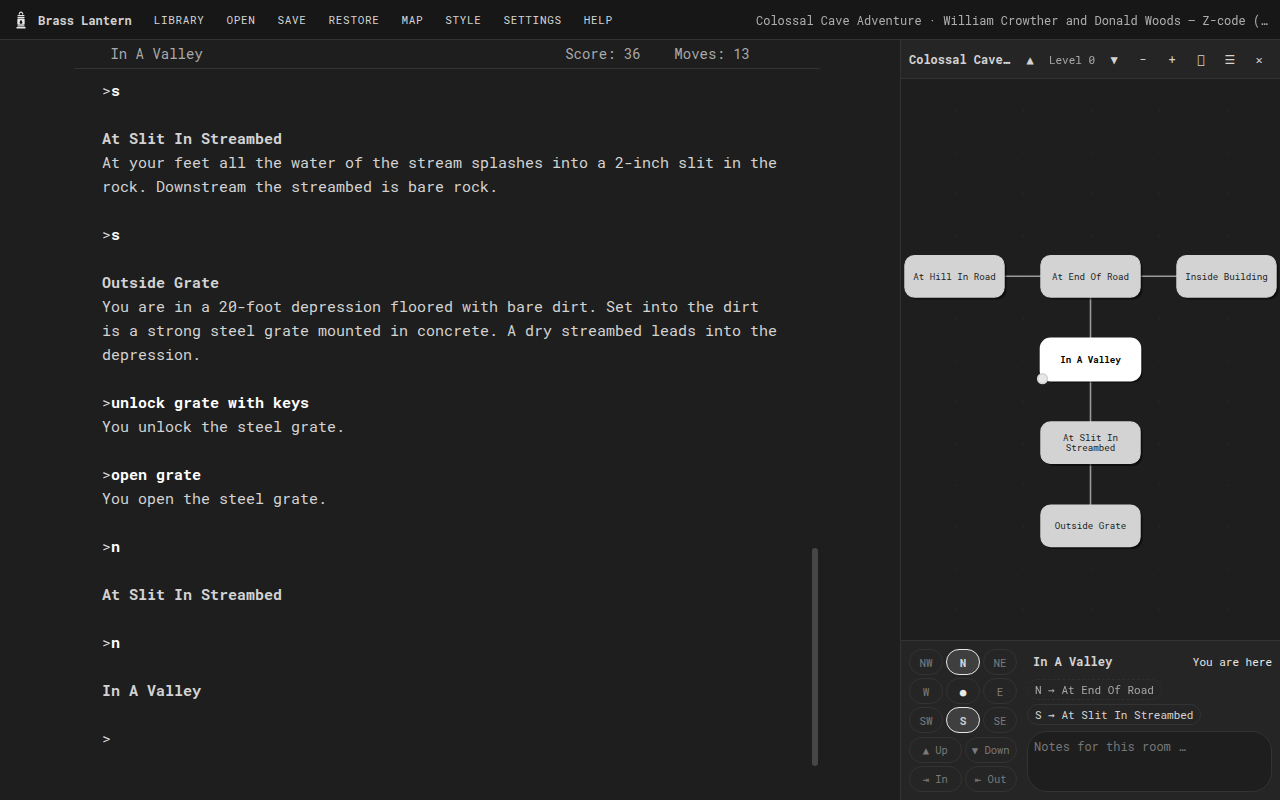 Brass Lantern LIBRARY OPEN SAVE RESTORE MAP STYLE SETTINGS HELP Colossal Cave Adventure · William Crowther and Donald Woods — Z-code (…
In A Valley Score: 36 Moves: 13
>s
At Slit In Streambed
At your feet all the water of the stream splashes into a 2-inch slit in the
rock. Downstream the streambed is bare rock.
>s
Outside Grate
You are in a 20-foot depression floored with bare dirt. Set into the dirt
is a strong steel grate mounted in concrete. A dry streambed leads into the
depression.
>unlock grate with keys
You unlock the steel grate.
>open grate
You open the steel grate.
>n
At Slit In Streambed
>n
In A Valley
>
Colossal Cave… ▲ Level 0 ▼ − + ☰ ✕
At Hill In Road At End Of Road Inside Building
In A Valley
At Slit In
Streambed
Outside Grate
NW N NE
W ● E
SW S SE
▲ Up ▼ Down
⇥ In ⇤ Out
In A Valley You are here
N → At End Of Road
S → At Slit In Streambed
Notes for this room …